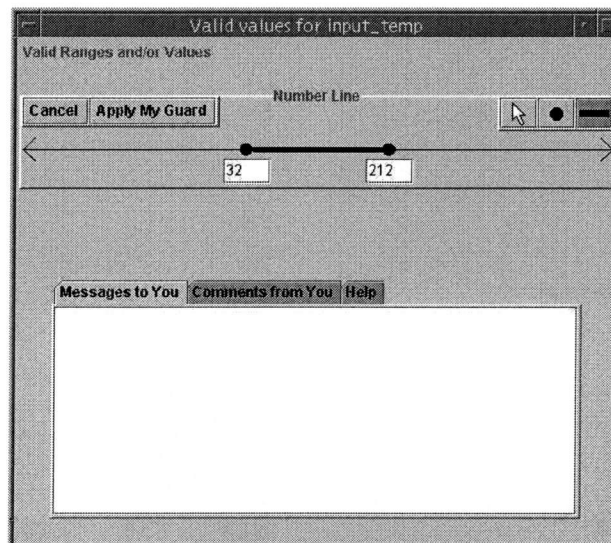 Valid values for input_temp
Valid Ranges and/or Values
Number Line
Cancel Apply My Guard
32 212
Messages to You Comments from You Help